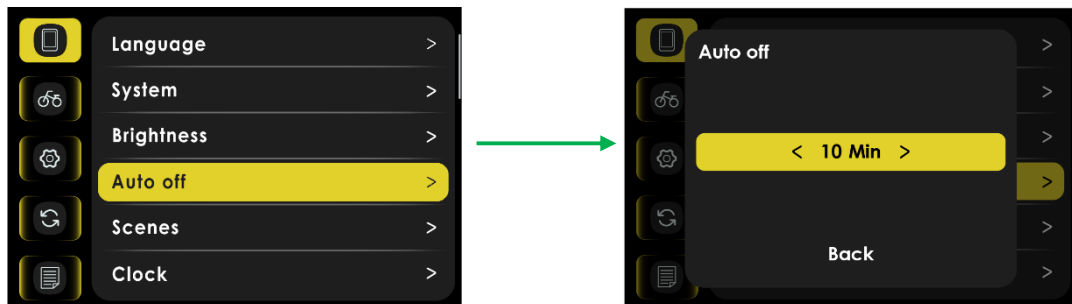 Language >
System >
Brightness >
Auto off >
Scenes >
Clock >
Auto off
< 10 Min >
Back
>
>
>
>
>
>